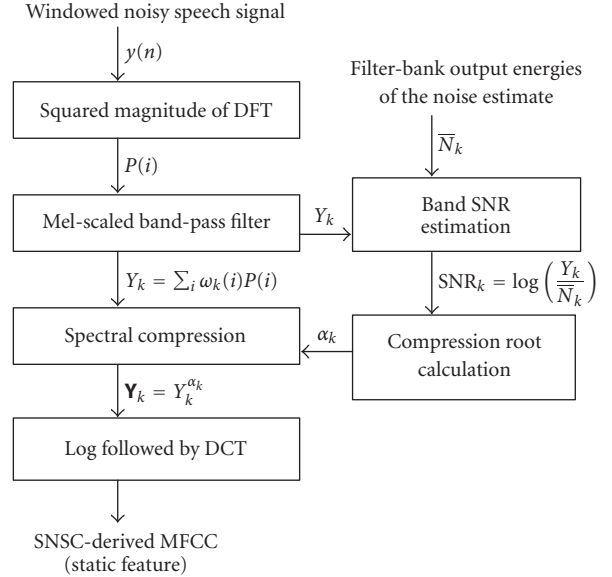 Windowed noisy speech signal
y(n)
Squared magnitude of DFT
P(i)
Mel-scaled band-pass filter
Y_k = ∑_i ω_k(i)P(i)
Spectral compression
𝐘_k = Y_k^{α_k}
Log followed by DCT
SNSC-derived MFCC
(static feature)
Filter-bank output energies
of the noise estimate
N̅_k
Y_k
Band SNR
estimation
SNR_k = log(Y_k/N̅_k)
α_k
Compression root
calculation